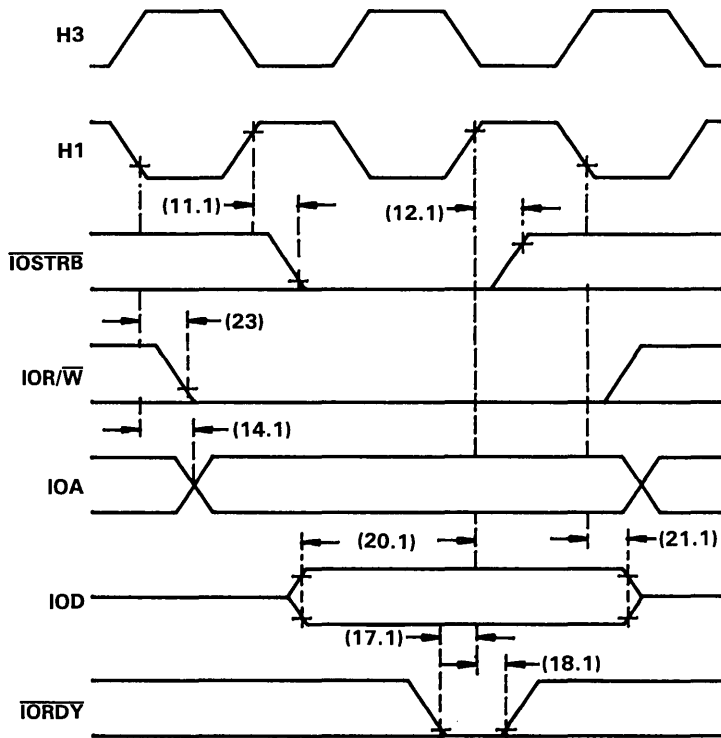 H3
H1
(11.1)
(12.1)
IOSTRB
(23)
IOR/W
(14.1)
IOA
(20.1)
(21.1)
IOD
(17.1)
(18.1)
IORDY